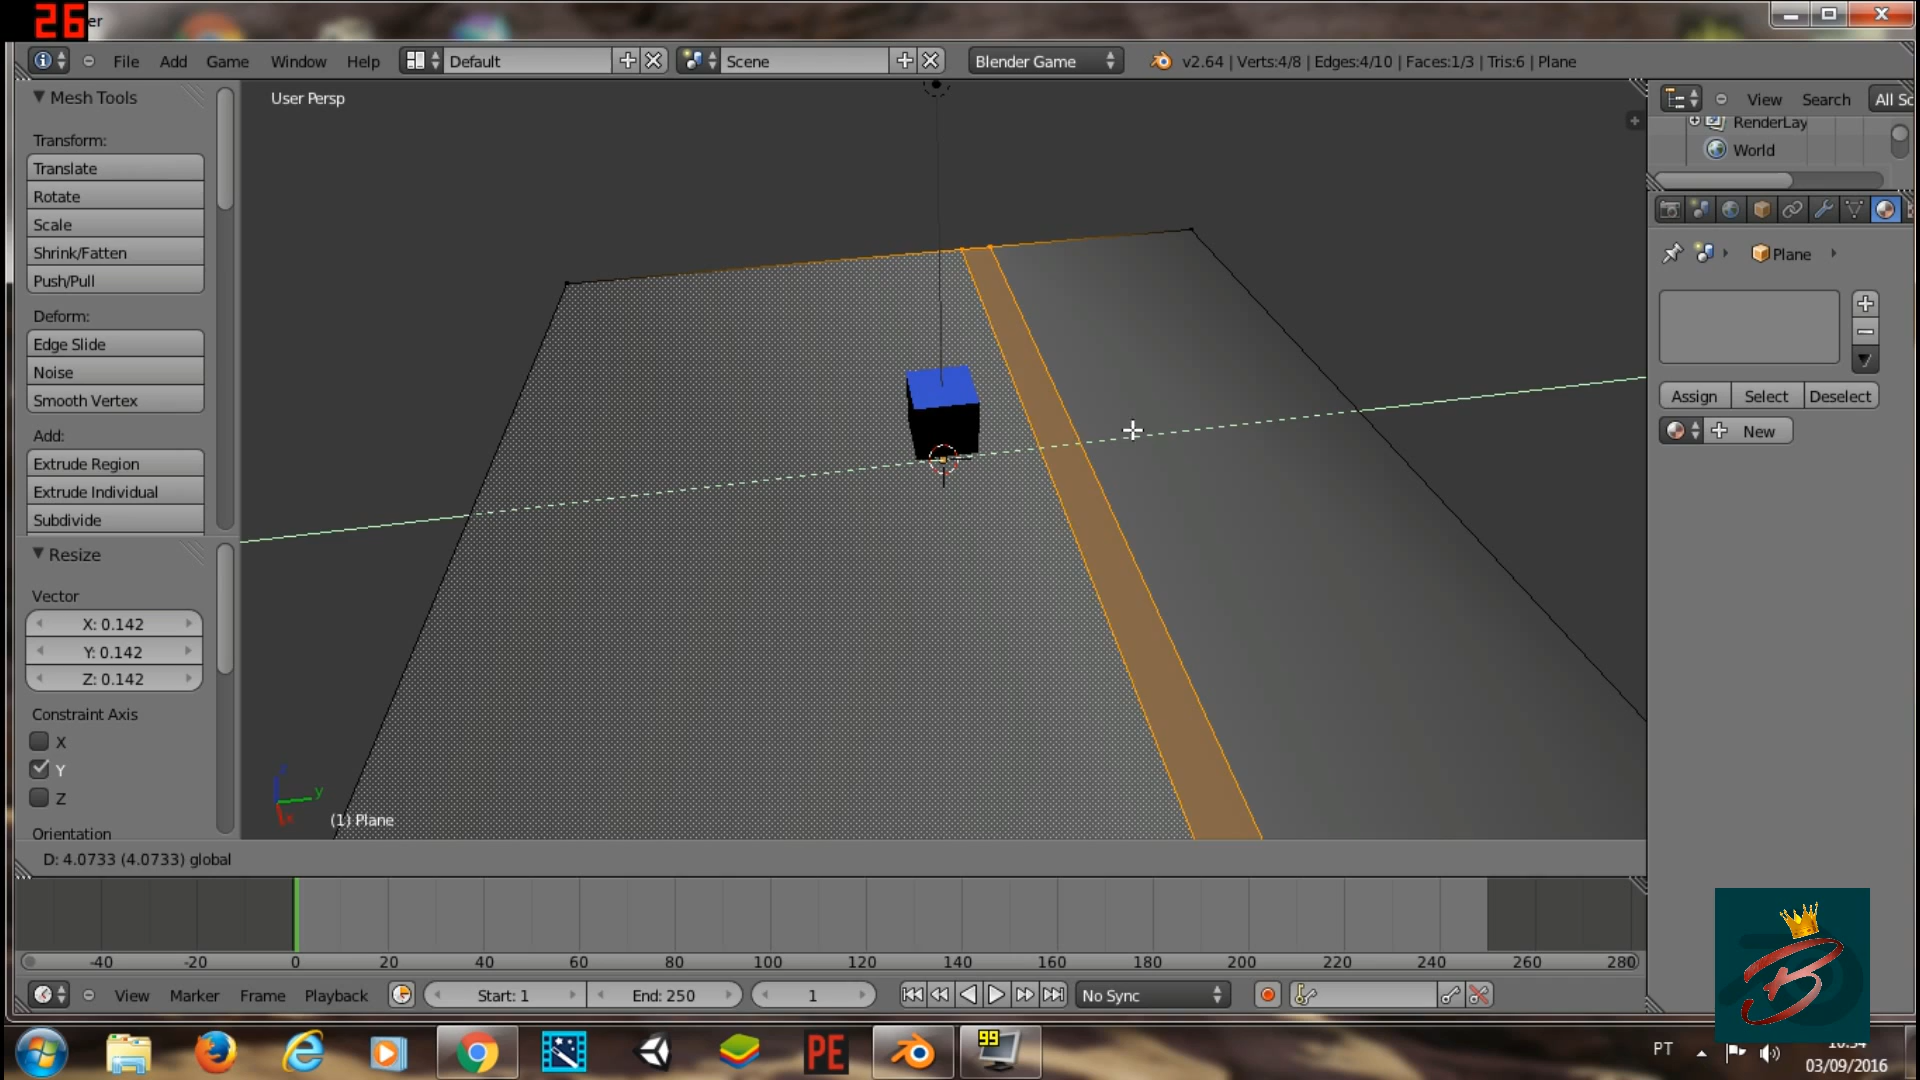 26
er
File Add Game Window Help
Default
Scene
Blender Game
v2.64 | Verts:4/8 | Edges:4/10 | Faces:1/3 | Tris:6 | Plane
Mesh Tools
Transform:
Translate
Rotate
Scale
Shrink/Fatten
Push/Pull
Deform:
Edge Slide
Noise
Smooth Vertex
Add:
Extrude Region
Extrude Individual
Subdivide
Resize
Vector
X: 0.142
Y: 0.142
Z: 0.142
Constraint Axis
X
Y
Z
Orientation
User Persp
y
(1) Plane
View Search All Sc
RenderLay
World
Plane
Assign Select Deselect
New
D: 4.0733 (4.0733) global
-40 -20 0 20 40 60 80 100 120 140 160 180 200 220 240 260 280
View Marker Frame Playback
Start: 1
End: 250
1
No Sync
B
PE
99
PT
03/09/2016